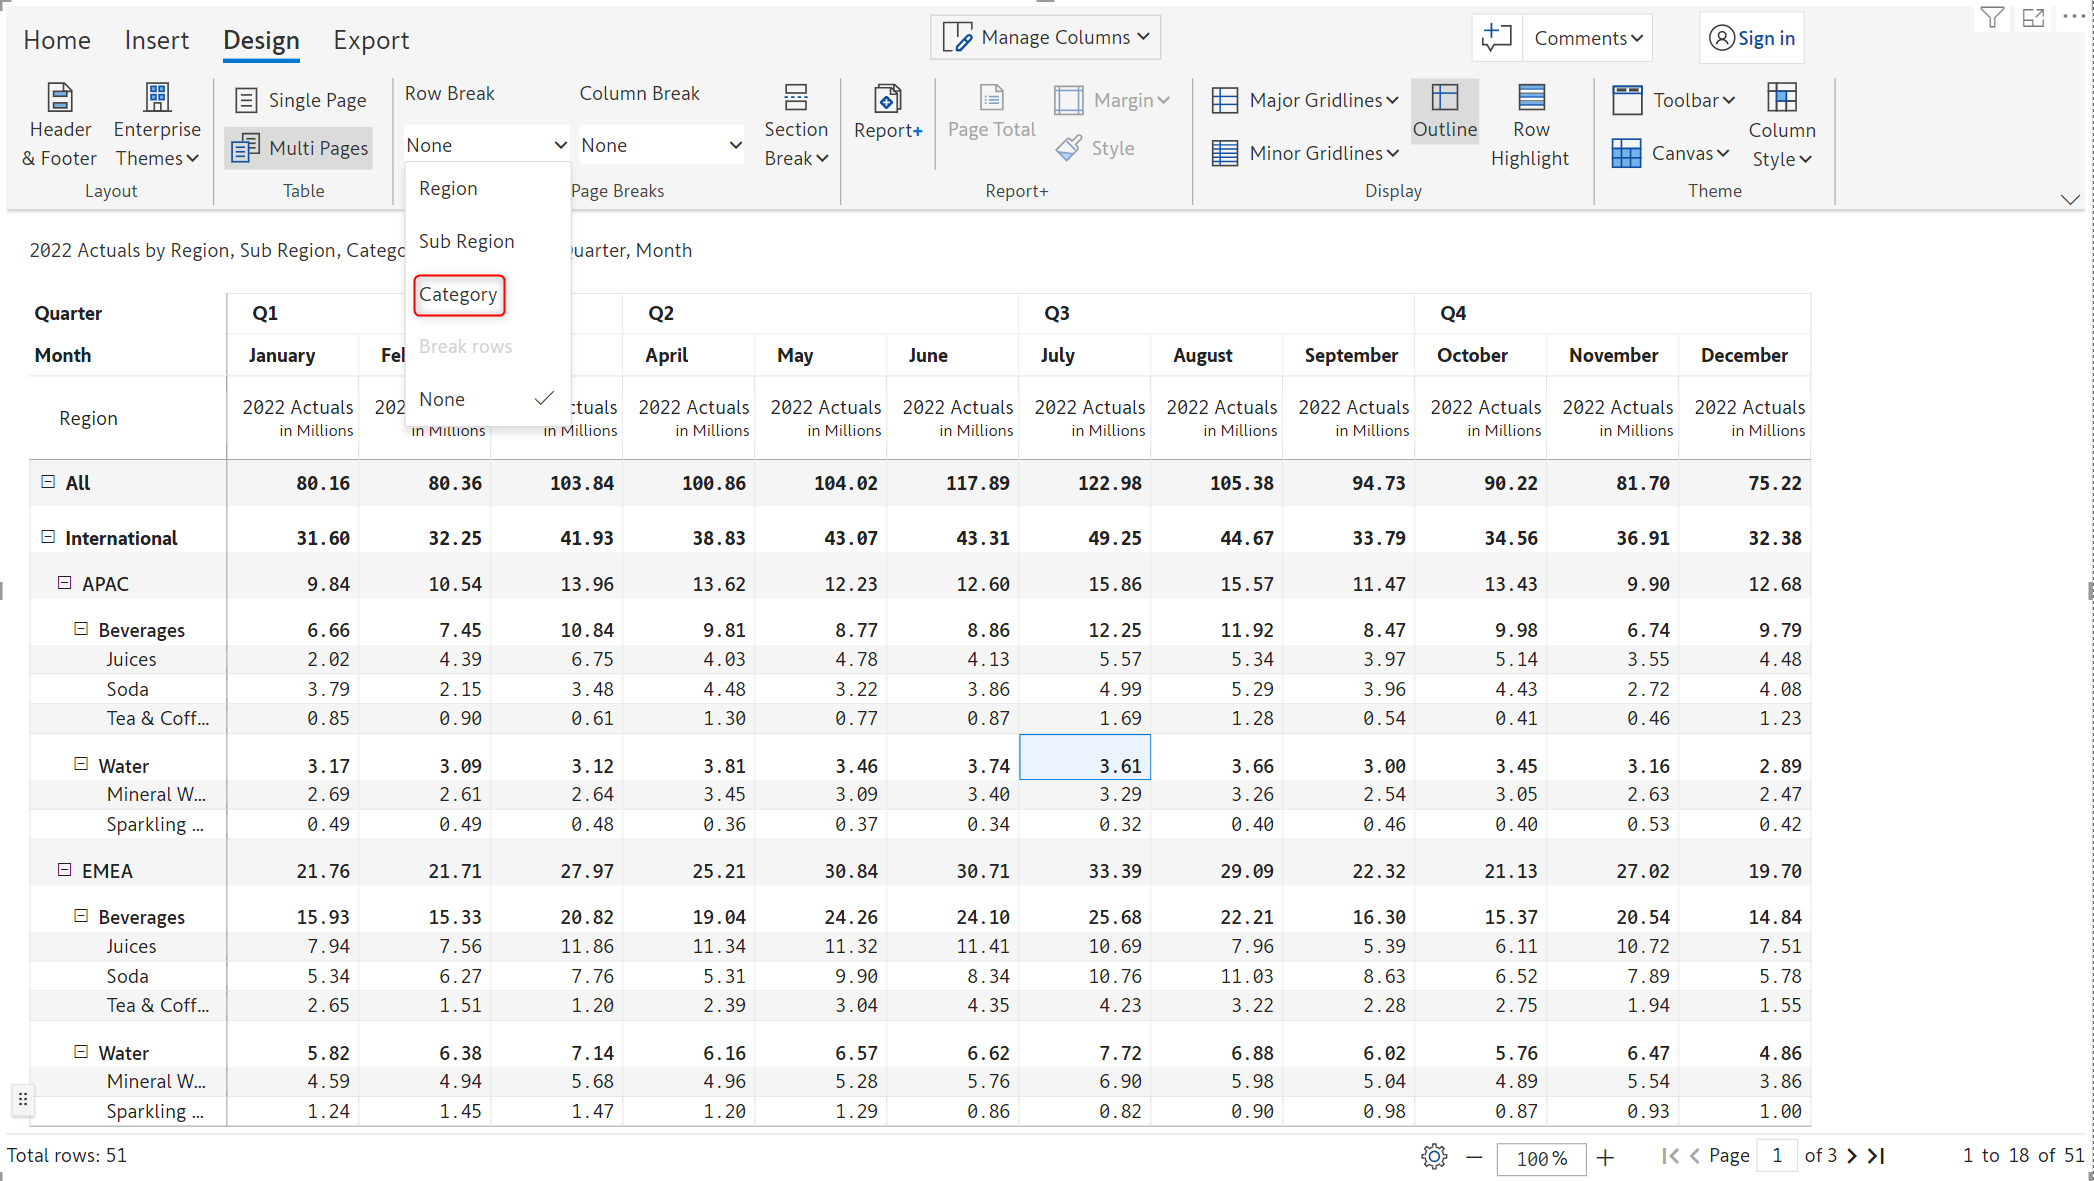 Home Insert Design Export Manage Columns Comments Sign in
Header & Footer Enterprise Themes Single Page Multi Pages Row Break None Column Break None Section Break Report+ Page Total Margin Style Major Gridlines Minor Gridlines Outline Row Highlight Toolbar Canvas Column Style
Layout Table Page Breaks Report+ Display Theme
Region
Sub Region
Category
Break rows
None
2022 Actuals by Region, Sub Region, Catego uarter, Month
Quarter Q1 Q2 Q3 Q4
Month January Fel April May June July August September October November December
Region 2022 Actuals 202 ctuals 2022 Actuals 2022 Actuals 2022 Actuals 2022 Actuals 2022 Actuals 2022 Actuals 2022 Actuals 2022 Actuals 2022 Actuals
in Millions in Millions in Millions in Millions in Millions in Millions in Millions in Millions in Millions in Millions in Millions in Millions
All 80.16 80.36 103.84 100.86 104.02 117.89 122.98 105.38 94.73 90.22 81.70 75.22
International 31.60 32.25 41.93 38.83 43.07 43.31 49.25 44.67 33.79 34.56 36.91 32.38
APAC 9.84 10.54 13.96 13.62 12.23 12.60 15.86 15.57 11.47 13.43 9.90 12.68
Beverages 6.66 7.45 10.84 9.81 8.77 8.86 12.25 11.92 8.47 9.98 6.74 9.79
Juices 2.02 4.39 6.75 4.03 4.78 4.13 5.57 5.34 3.97 5.14 3.55 4.48
Soda 3.79 2.15 3.48 4.48 3.22 3.86 4.99 5.29 3.96 4.43 2.72 4.08
Tea & Coff... 0.85 0.90 0.61 1.30 0.77 0.87 1.69 1.28 0.54 0.41 0.46 1.23
Water 3.17 3.09 3.12 3.81 3.46 3.74 3.61 3.66 3.00 3.45 3.16 2.89
Mineral W... 2.69 2.61 2.64 3.45 3.09 3.40 3.29 3.26 2.54 3.05 2.63 2.47
Sparkling ... 0.49 0.49 0.48 0.36 0.37 0.34 0.32 0.40 0.46 0.40 0.53 0.42
EMEA 21.76 21.71 27.97 25.21 30.84 30.71 33.39 29.09 22.32 21.13 27.02 19.70
Beverages 15.93 15.33 20.82 19.04 24.26 24.10 25.68 22.21 16.30 15.37 20.54 14.84
Juices 7.94 7.56 11.86 11.34 11.32 11.41 10.69 7.96 5.39 6.11 10.72 7.51
Soda 5.34 6.27 7.76 5.31 9.90 8.34 10.76 11.03 8.63 6.52 7.89 5.78
Tea & Coff... 2.65 1.51 1.20 2.39 3.04 4.35 4.23 3.22 2.28 2.75 1.94 1.55
Water 5.82 6.38 7.14 6.16 6.57 6.62 7.72 6.88 6.02 5.76 6.47 4.86
Mineral W... 4.59 4.94 5.68 4.96 5.28 5.76 6.90 5.98 5.04 4.89 5.54 3.86
Sparkling ... 1.24 1.45 1.47 1.20 1.29 0.86 0.82 0.90 0.98 0.87 0.93 1.00
Total rows: 51 100% Page 1 of 3 1 to 18 of 51